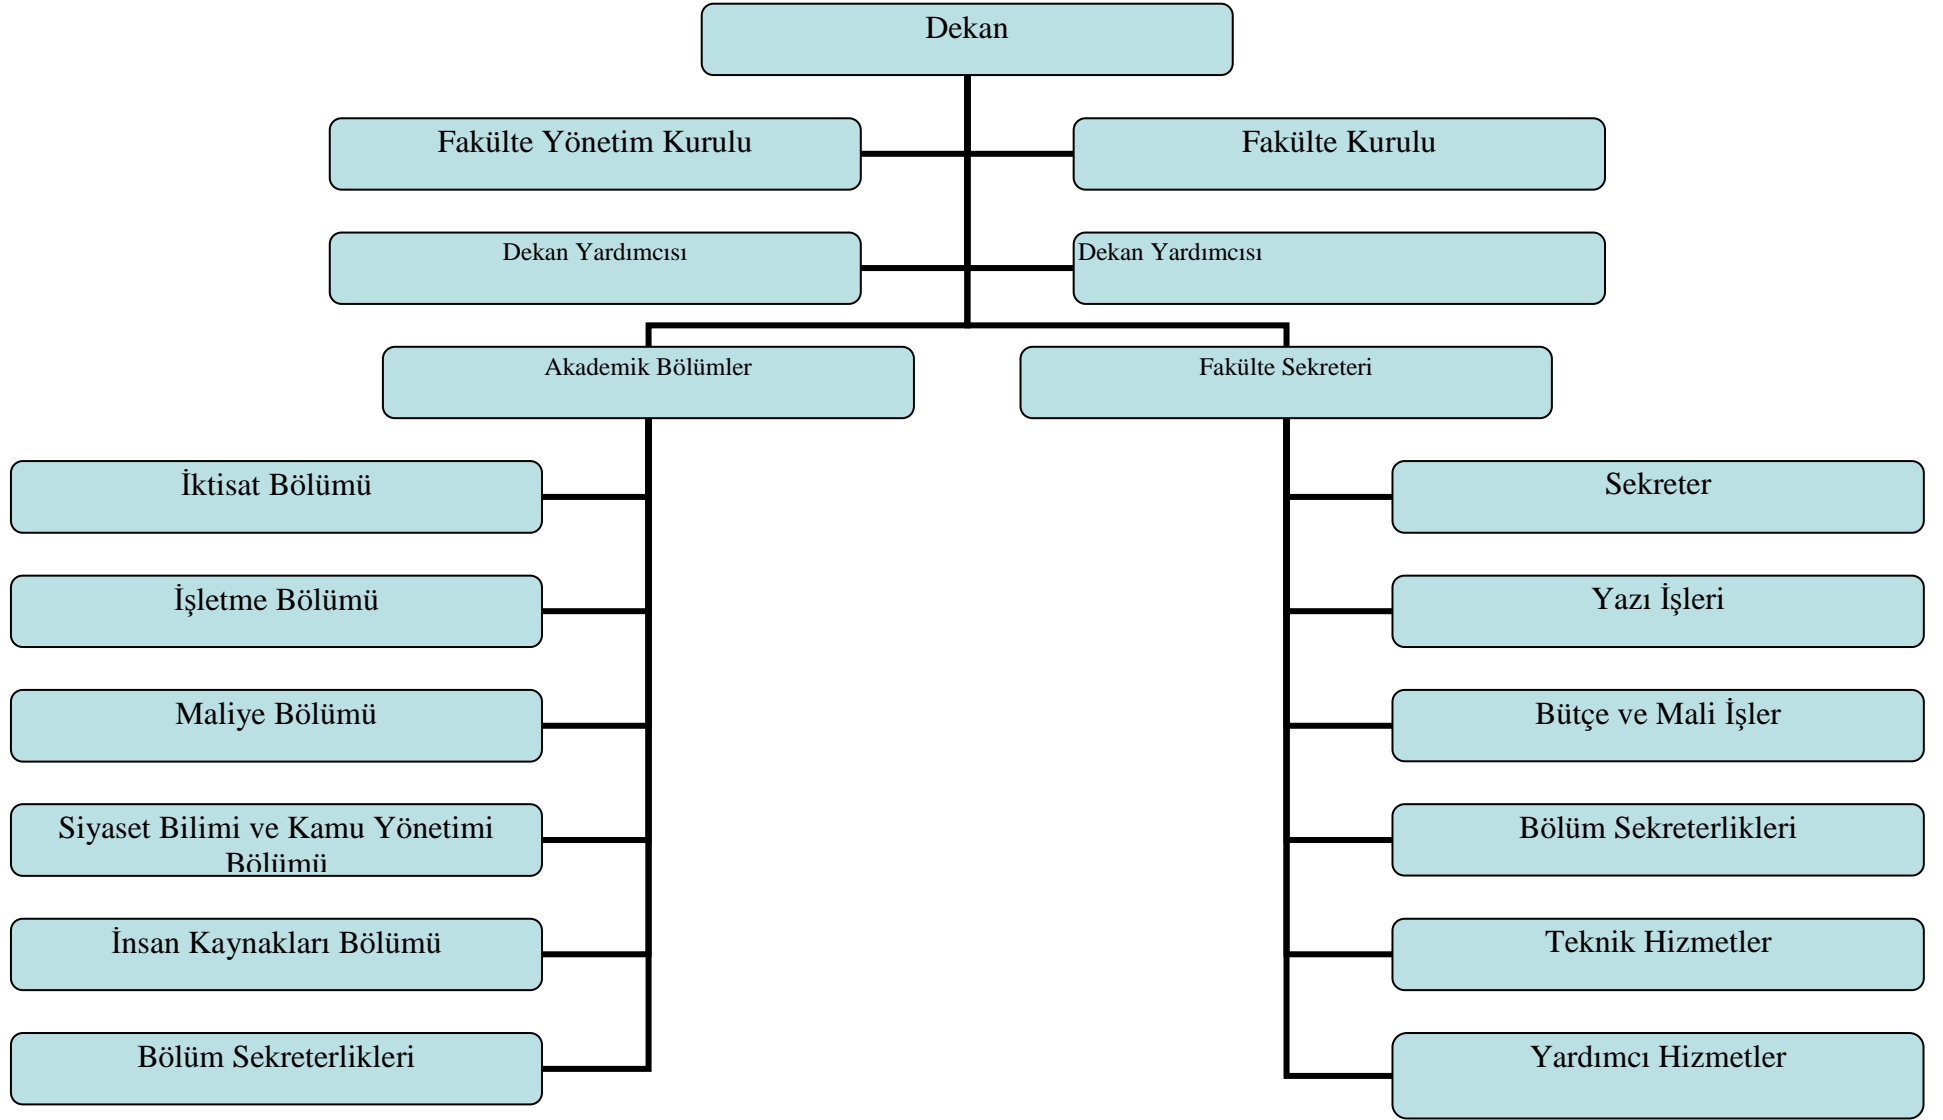 Dekan
Fakülte Yönetim Kurulu
Fakülte Kurulu
Dekan Yardımcısı
Dekan Yardımcısı
Akademik Bölümler
Fakülte Sekreteri
İktisat Bölümü
Sekreter
İşletme Bölümü
Yazı İşleri
Maliye Bölümü
Bütçe ve Mali İşler
Siyaset Bilimi ve Kamu Yönetimi
Bölümü
Bölüm Sekreterlikleri
İnsan Kaynakları Bölümü
Teknik Hizmetler
Bölüm Sekreterlikleri
Yardımcı Hizmetler